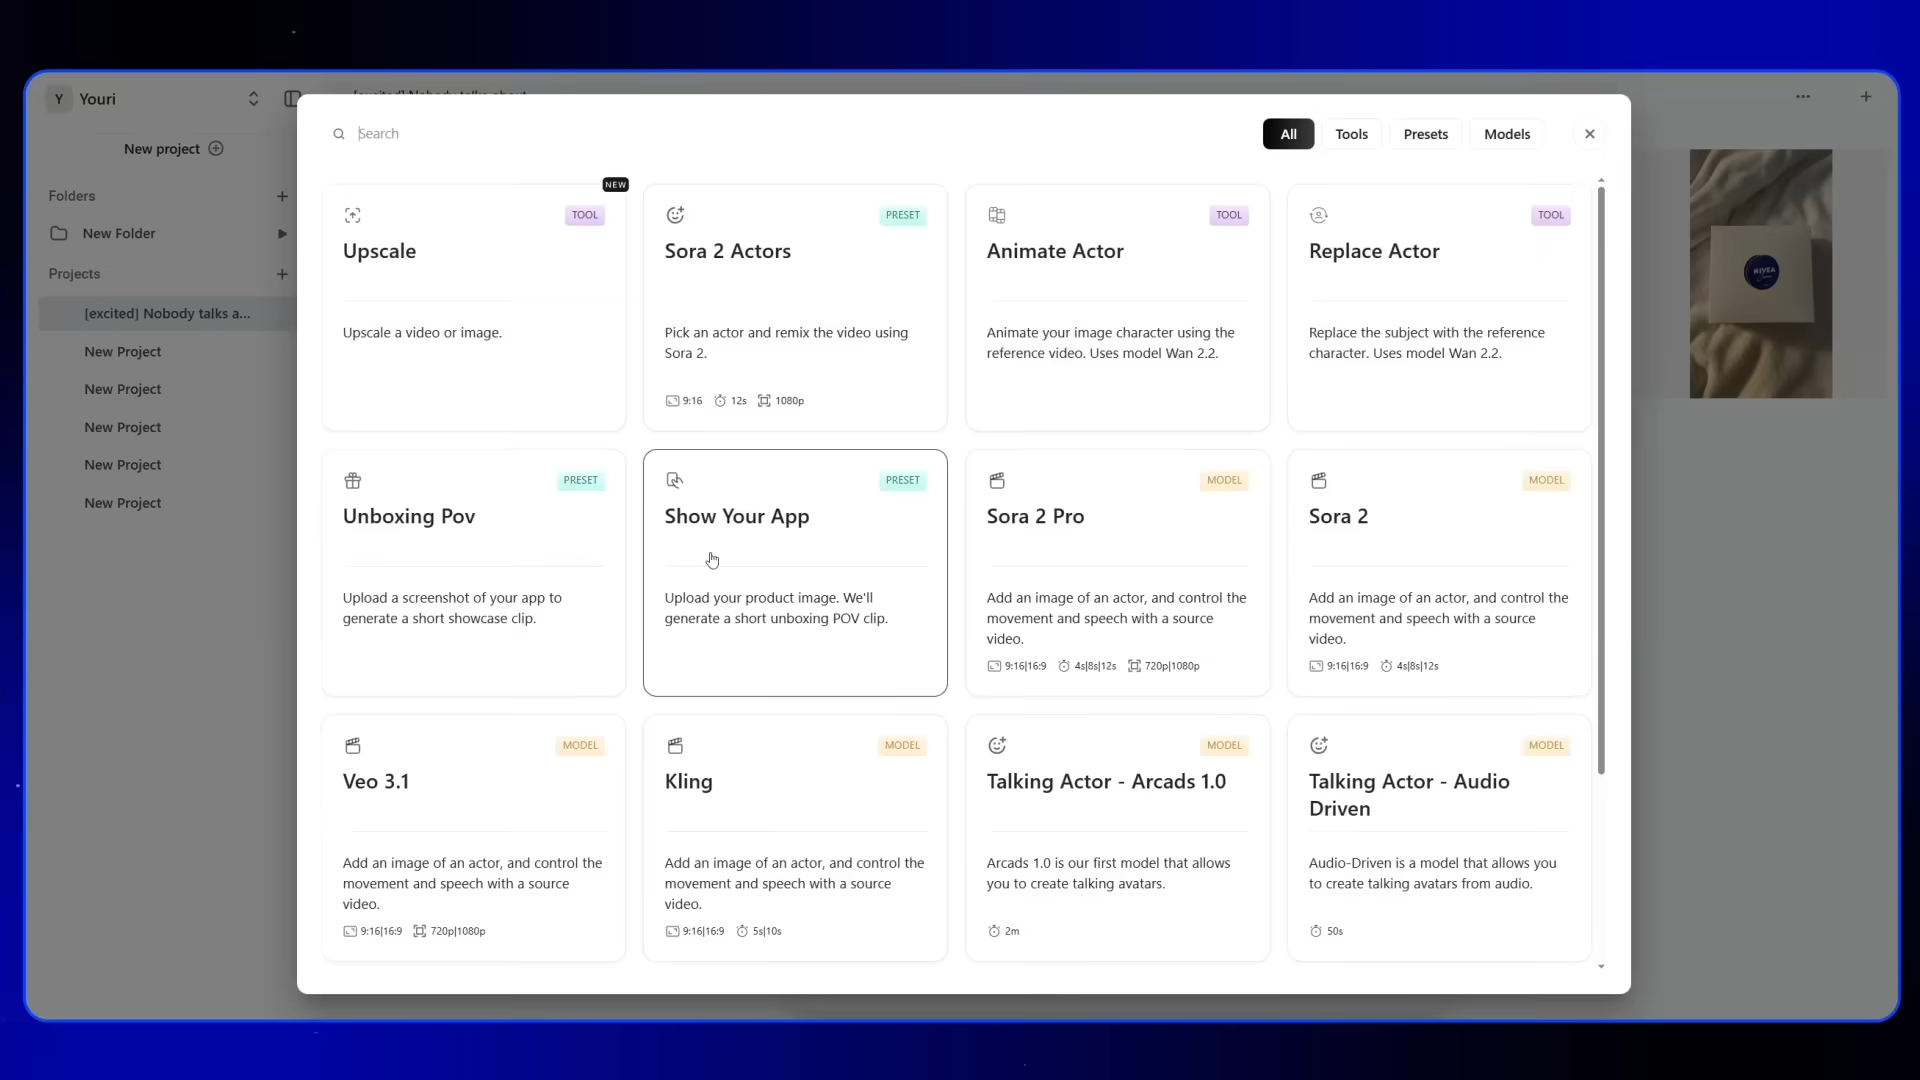 Y Youri
New project
Folders
New Folder
Projects
[excited] Nobody talks a...
New Project
New Project
New Project
New Project
New Project
[excited] Nobody talks about
Search
All
Tools
Presets
Models
NEW
TOOL
Upscale
Upscale a video or image.
PRESET
Sora 2 Actors
Pick an actor and remix the video using
Sora 2.
9:16 12s 1080p
TOOL
Animate Actor
Animate your image character using the
reference video. Uses model Wan 2.2.
TOOL
Replace Actor
Replace the subject with the reference
character. Uses model Wan 2.2.
PRESET
Unboxing Pov
Upload a screenshot of your app to
generate a short showcase clip.
PRESET
Show Your App
Upload your product image. We'll
generate a short unboxing POV clip.
MODEL
Sora 2 Pro
Add an image of an actor, and control the
movement and speech with a source
video.
9:16|16:9 4s|8s|12s 720p|1080p
MODEL
Sora 2
Add an image of an actor, and control the
movement and speech with a source
video.
9:16|16:9 4s|8s|12s
MODEL
Veo 3.1
Add an image of an actor, and control the
movement and speech with a source
video.
9:16|16:9 720p|1080p
MODEL
Kling
Add an image of an actor, and control the
movement and speech with a source
video.
9:16|16:9 5s|10s
MODEL
Talking Actor - Arcads 1.0
Arcads 1.0 is our first model that allows
you to create talking avatars.
2m
MODEL
Talking Actor - Audio
Driven
Audio-Driven is a model that allows you
to create talking avatars from audio.
50s
NIVEA
Creme